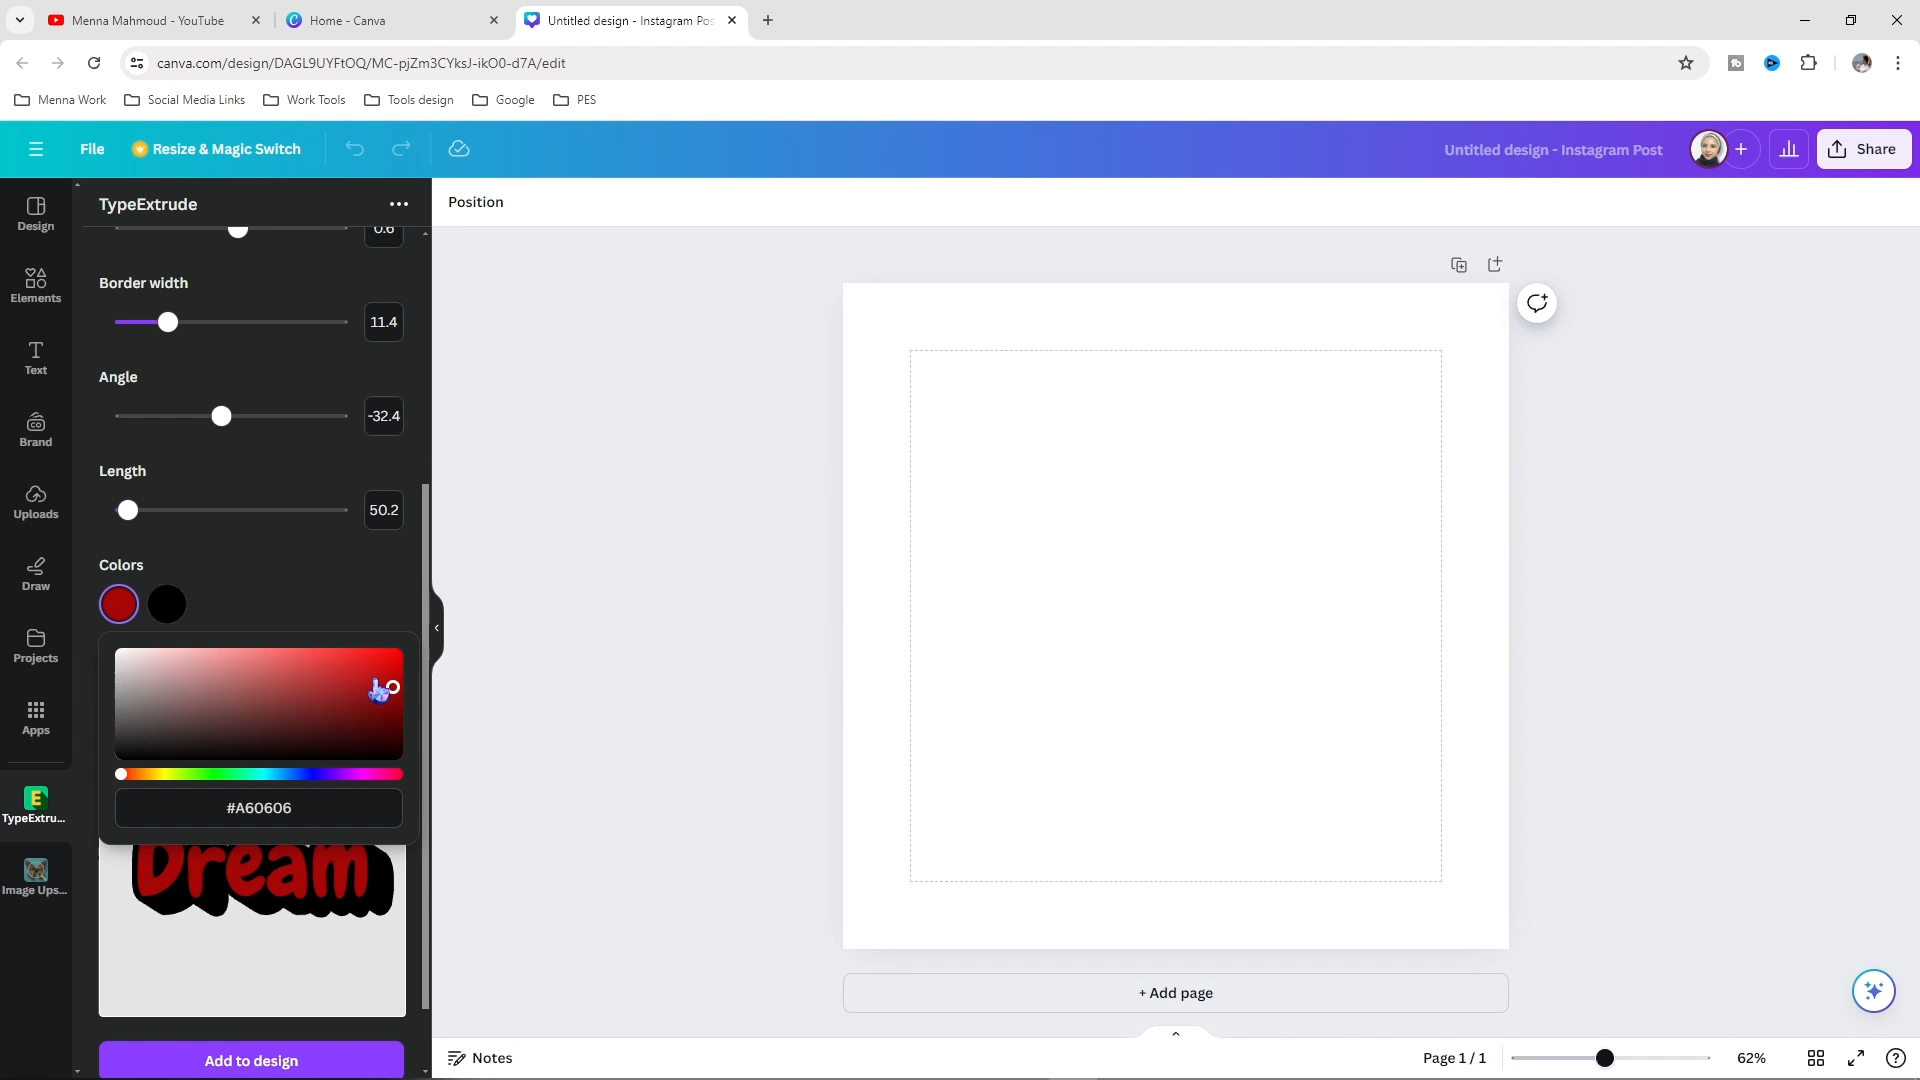 Menna Mahmoud - YouTube
Home - Canva
Untitled design - Instagram Pos
canva.com/design/DAGL9UYFtOQ/MC-pjZm3CYksJ-ikO0-d7A/edit
Menna Work
Social Media Links
Work Tools
Tools design
Google
PES
File
Resize & Magic Switch
Untitled design - Instagram Post
Share
Design
Elements
Text
Brand
Uploads
Draw
Projects
Apps
TypeExtru...
Image Ups...
TypeExtrude
0.6
Border width
11.4
Angle
-32.4
Length
50.2
Colors
#A60606
Dream
Add to design
Position
+ Add page
Notes
Page 1 / 1
62%